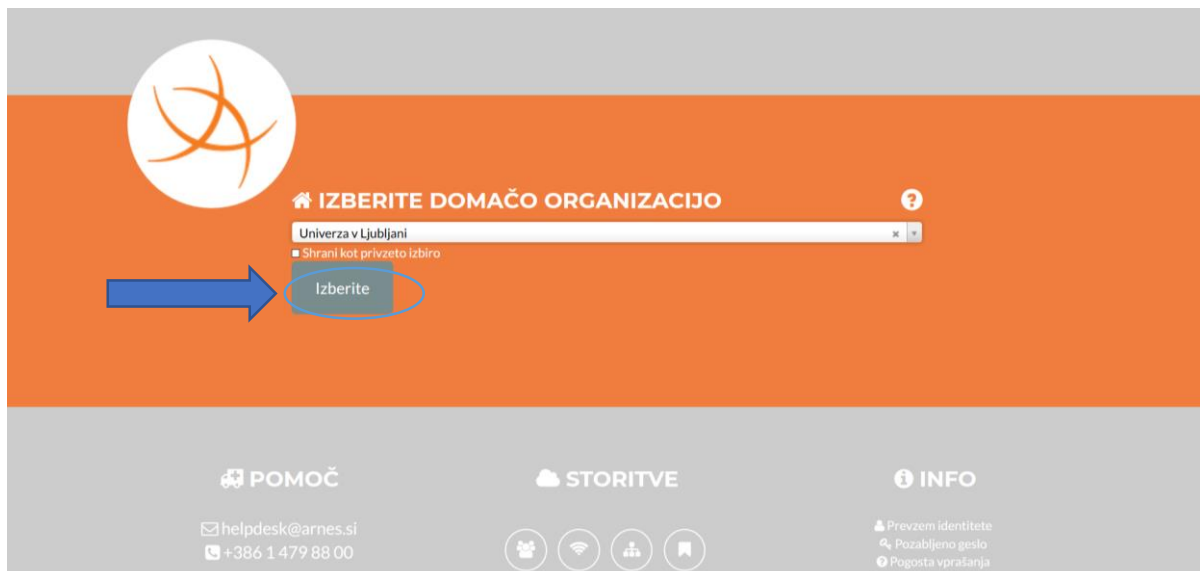 IZBERITE DOMAČO ORGANIZACIJO
Univerza v Ljubljani
Shrani kot privzeto izbiro
Izberite
POMOČ
helpdesk@arnes.si
+386 1 479 88 00
STORITVE
INFO
Prevzem identitete
Pozabljeno geslo
Pogosta vprašanja